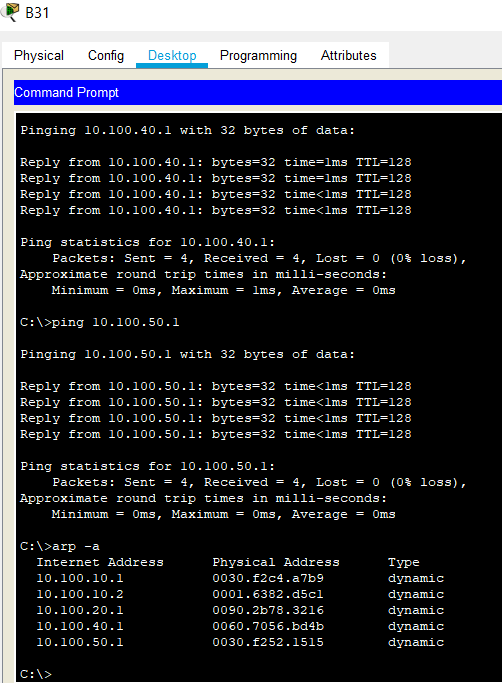 B31
Physical Config Desktop Programming Attributes
Command Prompt
Pinging 10.100.40.1 with 32 bytes of data:
Reply from 10.100.40.1: bytes=32 time=1ms TTL=128
Reply from 10.100.40.1: bytes=32 time=1ms TTL=128
Reply from 10.100.40.1: bytes=32 time<1ms TTL=128
Reply from 10.100.40.1: bytes=32 time<1ms TTL=128
Ping statistics for 10.100.40.1:
Packets: Sent = 4, Received = 4, Lost = 0 (0% loss),
Approximate round trip times in milli-seconds:
Minimum = 0ms, Maximum = 1ms, Average = 0ms
C:\>ping 10.100.50.1
Pinging 10.100.50.1 with 32 bytes of data:
Reply from 10.100.50.1: bytes=32 time<1ms TTL=128
Reply from 10.100.50.1: bytes=32 time<1ms TTL=128
Reply from 10.100.50.1: bytes=32 time<1ms TTL=128
Reply from 10.100.50.1: bytes=32 time<1ms TTL=128
Ping statistics for 10.100.50.1:
Packets: Sent = 4, Received = 4, Lost = 0 (0% loss),
Approximate round trip times in milli-seconds:
Minimum = 0ms, Maximum = 0ms, Average = 0ms
C:\>arp -a
Internet Address Physical Address Type
10.100.10.1 0030.f2c4.a7b9 dynamic
10.100.10.2 0001.6382.d5c1 dynamic
10.100.20.1 0090.2b78.3216 dynamic
10.100.40.1 0060.7056.bd4b dynamic
10.100.50.1 0030.f252.1515 dynamic
C:\>